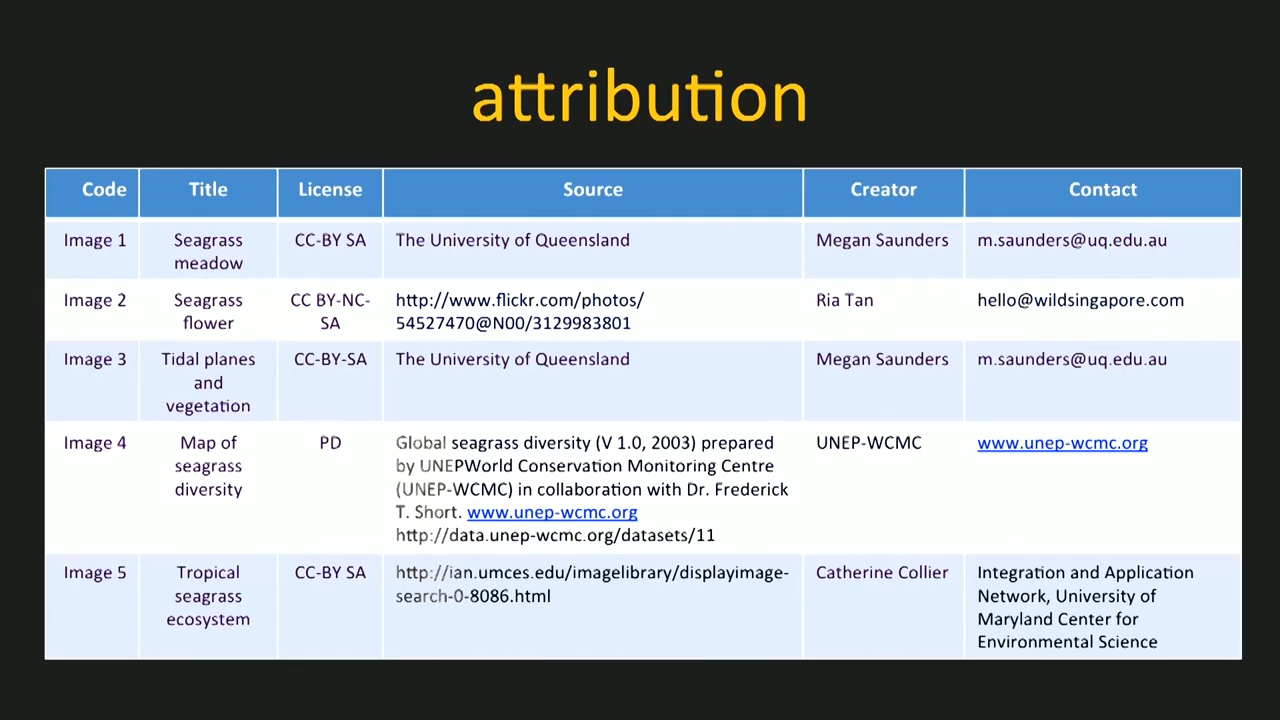 attribution
Code Title License Source Creator Contact
Image 1 Seagrass CC-BY SA The University of Queensland Megan Saunders m.saunders@uq.edu.au
meadow
Image 2 Seagrass CC BY-NC- http://www.flickr.com/photos/ Ria Tan hello@wildsingapore.com
flower SA 54527470@N00/3129983801
Image 3 Tidal planes CC-BY-SA The University of Queensland Megan Saunders m.saunders@uq.edu.au
and
vegetation
Image 4 Map of PD Global seagrass diversity (V 1.0, 2003) prepared UNEP-WCMC www.unep-wcmc.org
seagrass by UNEPWorld Conservation Monitoring Centre
diversity (UNEP-WCMC) in collaboration with Dr. Frederick
T. Short. www.unep-wcmc.org
http://data.unep-wcmc.org/datasets/11
Image 5 Tropical CC-BY SA http://ian.umces.edu/imagelibrary/displayimage- Catherine Collier Integration and Application
seagrass search-0-8086.html Network, University of
ecosystem Maryland Center for
Environmental Science